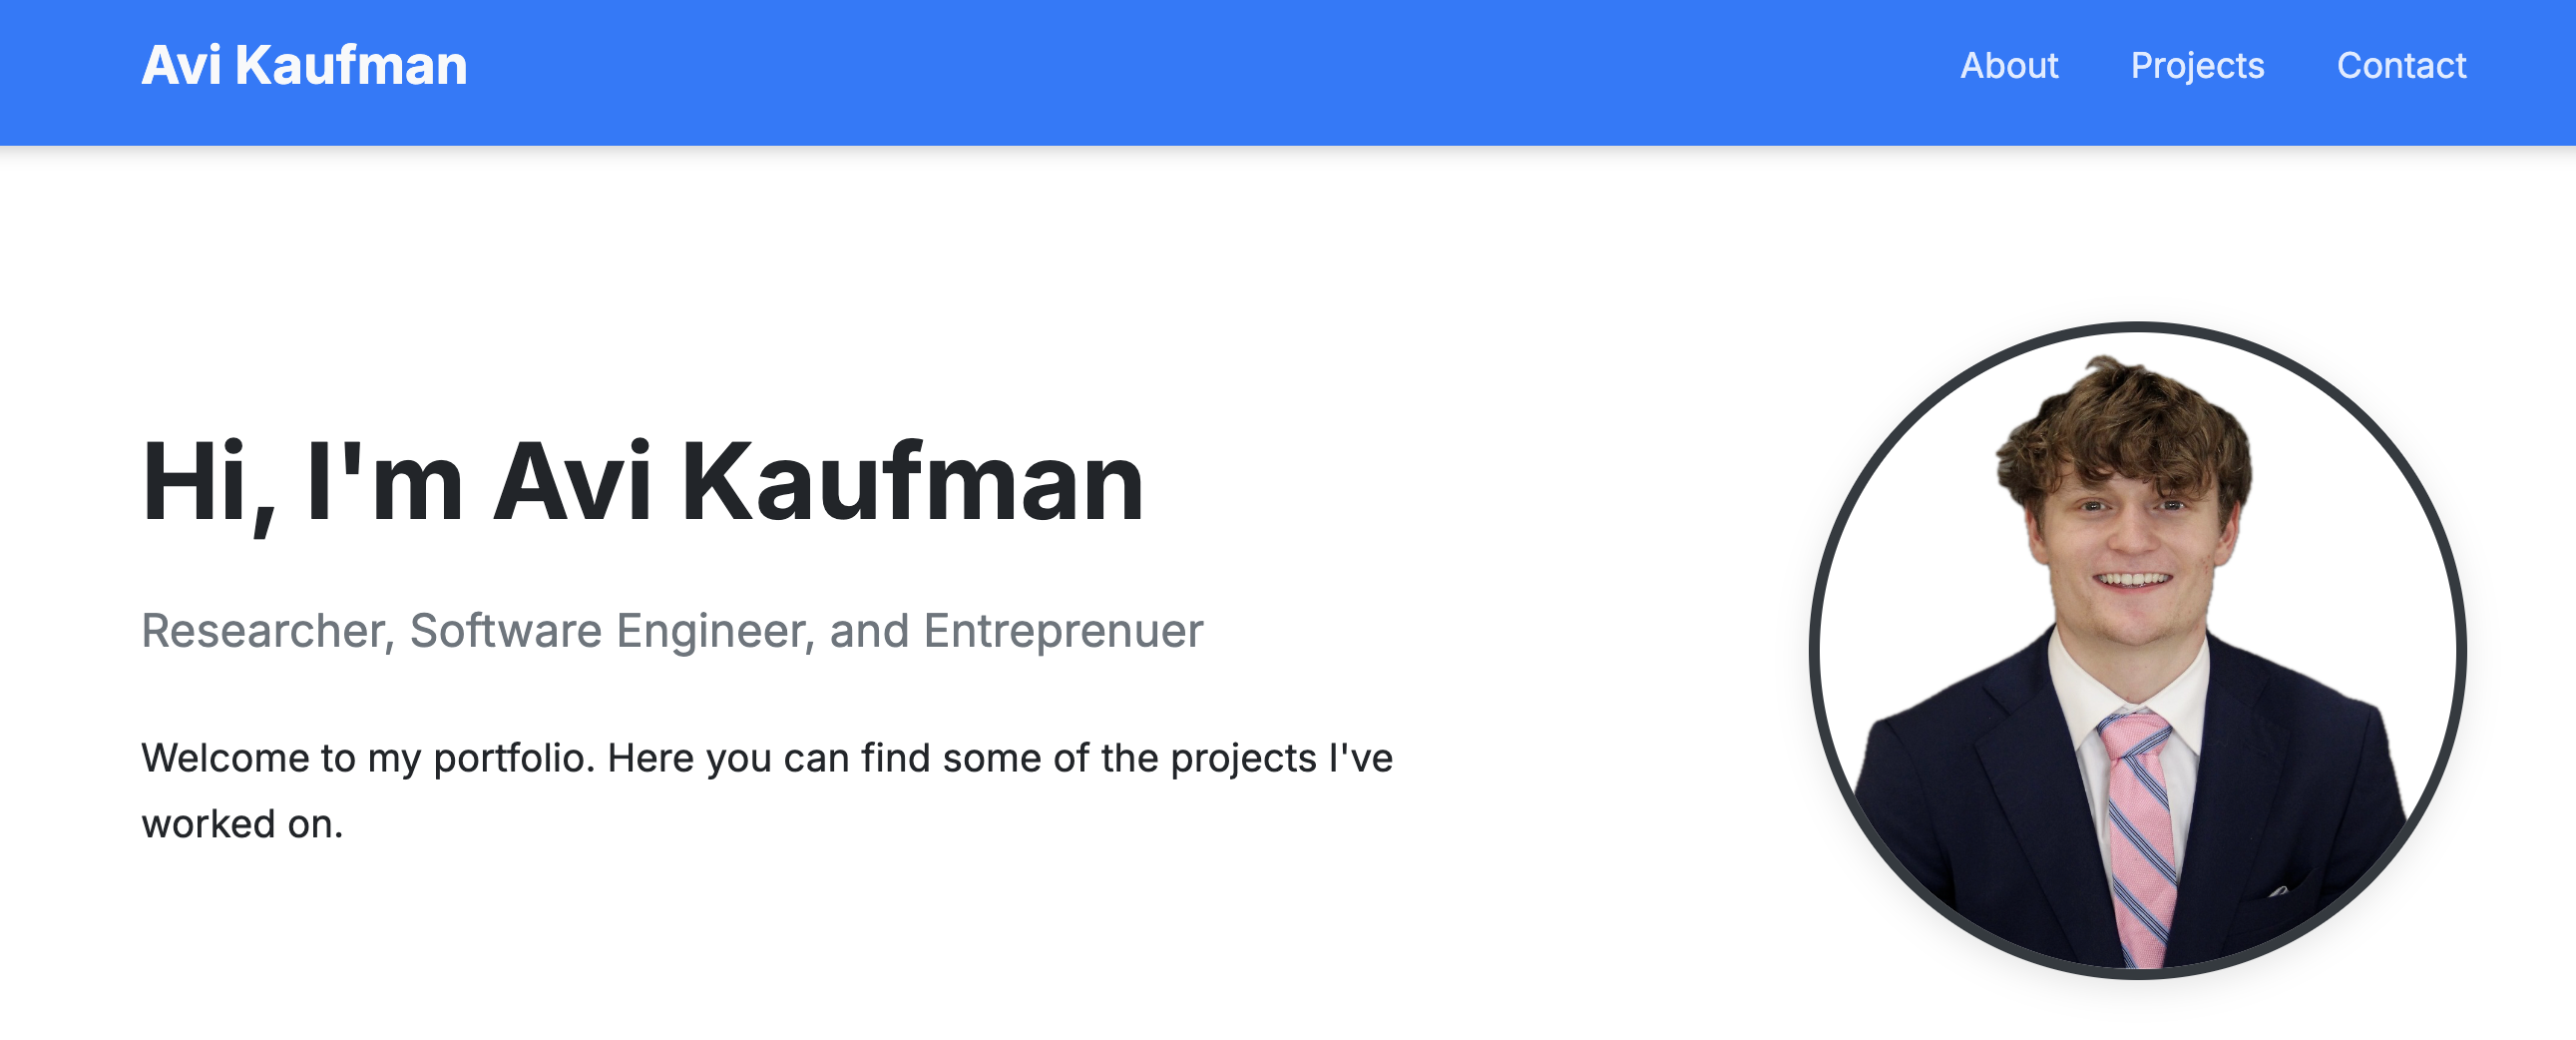 Avi Kaufman
About Projects Contact
Hi, I'm Avi Kaufman
Researcher, Software Engineer, and Entreprenuer
Welcome to my portfolio. Here you can find some of the projects I've
worked on.